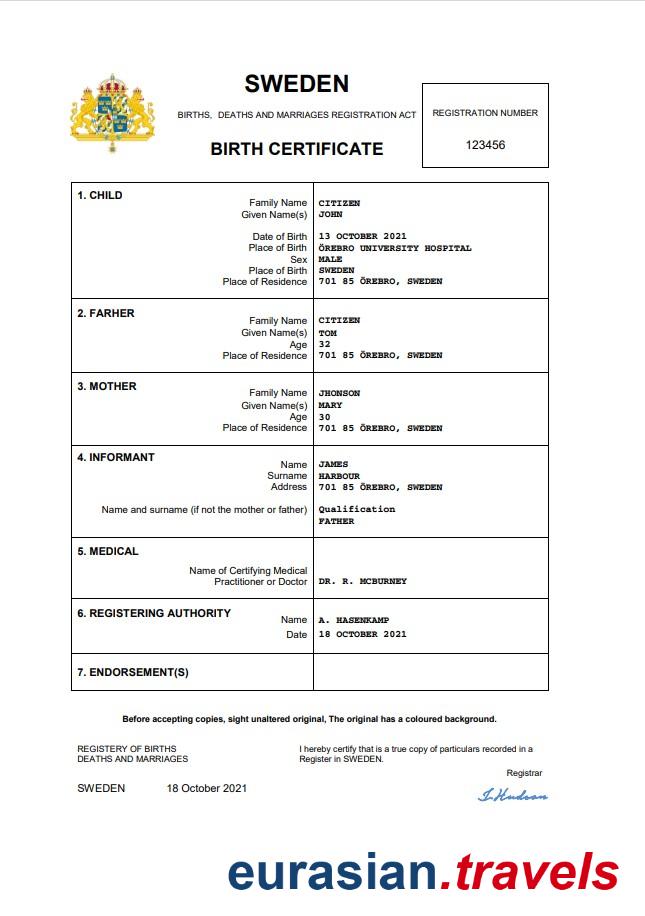 SWEDEN
BIRTHS, DEATHS AND MARRIAGES REGISTRATION ACT
BIRTH CERTIFICATE
REGISTRATION NUMBER
123456
1. CHILD
Family Name CITIZEN
Given Name(s) JOHN
Date of Birth 13 OCTOBER 2021
Place of Birth ÖREBRO UNIVERSITY HOSPITAL
Sex MALE
Place of Birth SWEDEN
Place of Residence 701 85 ÖREBRO, SWEDEN
2. FARHER
Family Name CITIZEN
Given Name(s) TOM
Age 32
Place of Residence 701 85 ÖREBRO, SWEDEN
3. MOTHER
Family Name JHONSON
Given Name(s) MARY
Age 30
Place of Residence 701 85 ÖREBRO, SWEDEN
4. INFORMANT
Name JAMES
Surname HARBOUR
Address 701 85 ÖREBRO, SWEDEN
Name and surname (if not the mother or father) Qualification
FATHER
5. MEDICAL
Name of Certifying Medical
Practitioner or Doctor DR. R. MCBURNEY
6. REGISTERING AUTHORITY
Name A. HASENKAMP
Date 18 OCTOBER 2021
7. ENDORSEMENT(S)
Before accepting copies, sight unaltered original, The original has a coloured background.
REGISTERY OF BIRTHS
DEATHS AND MARRIAGES
I hereby certify that is a true copy of particulars recorded in a
Register in SWEDEN.
Registrar
SWEDEN 18 October 2021
I. Hudson
eurasian.travels